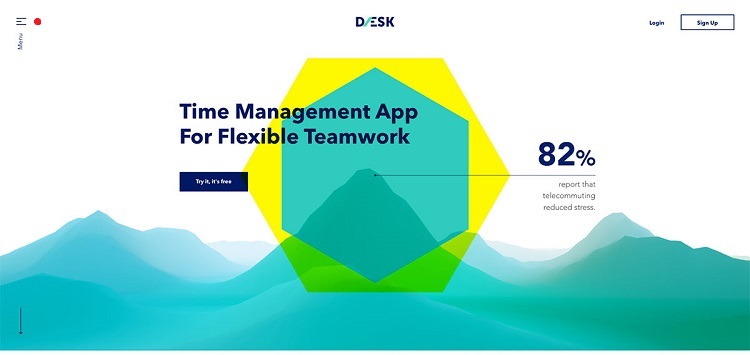 Menu
DÆSK
Login
Sign Up
Time Management App
For Flexible Teamwork
Try it, it's free
82%
report that
telecommuting
reduced stress.